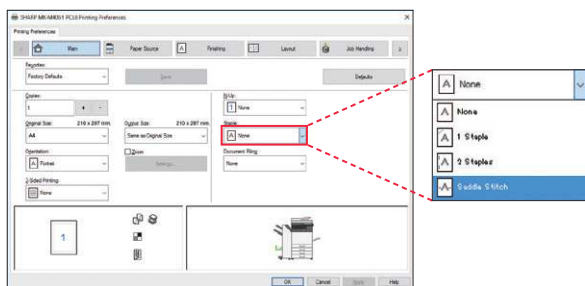 SHARP MX-M4051 PCL6 Printing Preferences
Printing Preferences
Main
Paper Source
Finishing
Layout
Job Handling
Favorites:
Factory Defaults
Save
Defaults
Copies:
1
N-Up:
None
Original Size: 210 x 297 mm.
A4
Output Size: 210 x 297 mm.
Same as Original Size
Staple:
None
Orientation:
Portrait
Zoom
Settings...
Document Filing:
None
2-Sided Printing:
None
1
OK
Cancel
Apply
Help
None
None
1 Staple
2 Staples
Saddle Stitch